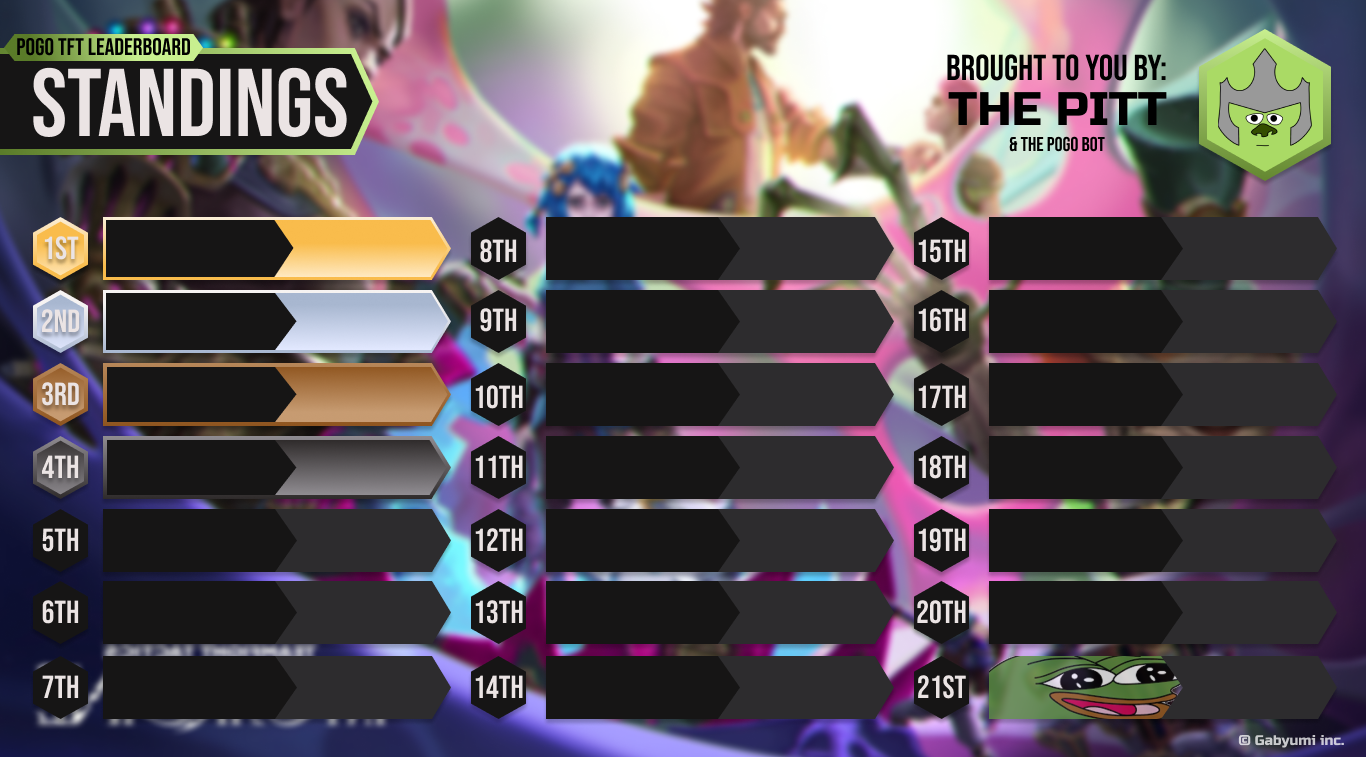 POGO TFT LEADERBOARD
STANDINGS
BROUGHT TO YOU BY:
THE PITT
& THE POGO BOT
1ST
2ND
3RD
4TH
5TH
6TH
7TH
8TH
9TH
10TH
11TH
12TH
13TH
14TH
15TH
16TH
17TH
18TH
19TH
20TH
21ST
© Gabyumi inc.